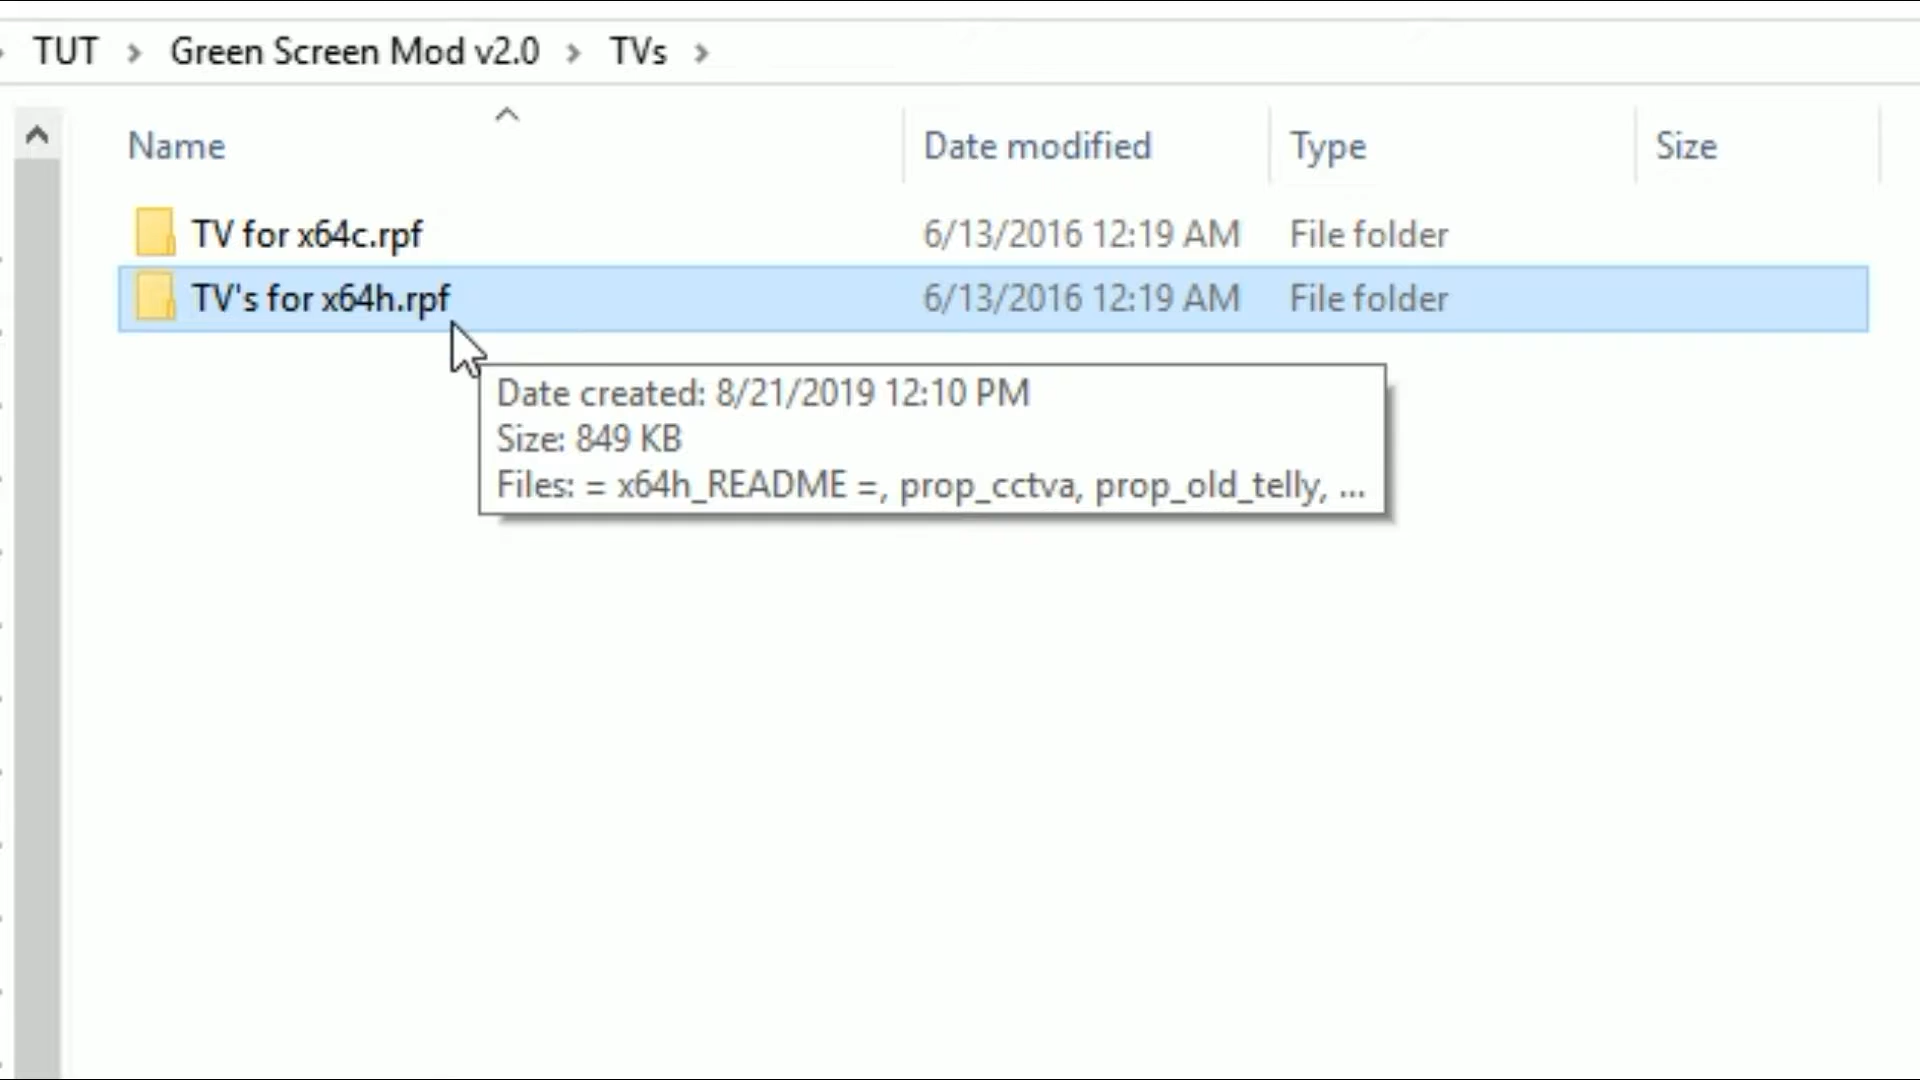 TUT > Green Screen Mod v2.0 > TVs >
Name Date modified Type Size
TV for x64c.rpf 6/13/2016 12:19 AM File folder
TV's for x64h.rpf 6/13/2016 12:19 AM File folder
Date created: 8/21/2019 12:10 PM
Size: 849 KB
Files: = x64h_README =, prop_cctva, prop_old_telly, ...